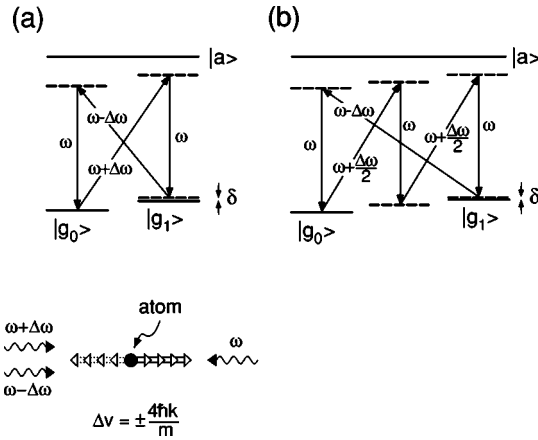 (a)
(b)
|a>
|a>
ω-Δω
ω
ω
ω+Δω
δ
|g₀>
|g₁>
ω-Δω
ω
ω
ω
ω+Δω/2
ω+Δω/2
δ
|g₀>
|g₁>
atom
ω+Δω
ω
ω-Δω
Δv = ± 4ħk/m